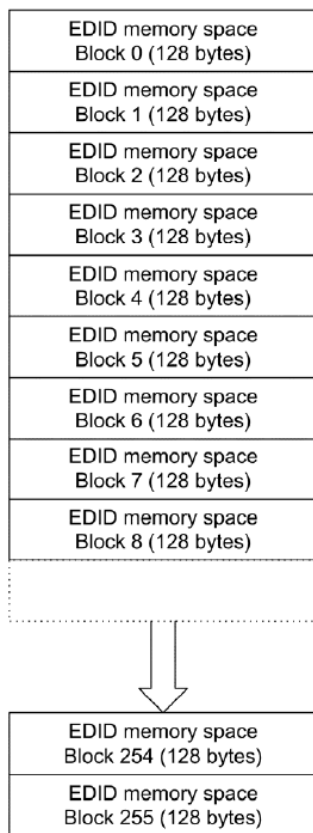 EDID memory space
Block 0 (128 bytes)
EDID memory space
Block 1 (128 bytes)
EDID memory space
Block 2 (128 bytes)
EDID memory space
Block 3 (128 bytes)
EDID memory space
Block 4 (128 bytes)
EDID memory space
Block 5 (128 bytes)
EDID memory space
Block 6 (128 bytes)
EDID memory space
Block 7 (128 bytes)
EDID memory space
Block 8 (128 bytes)
EDID memory space
Block 254 (128 bytes)
EDID memory space
Block 255 (128 bytes)